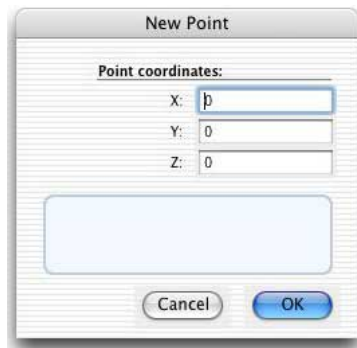 New Point
Point coordinates:
X: 0
Y: 0
Z: 0
Cancel OK